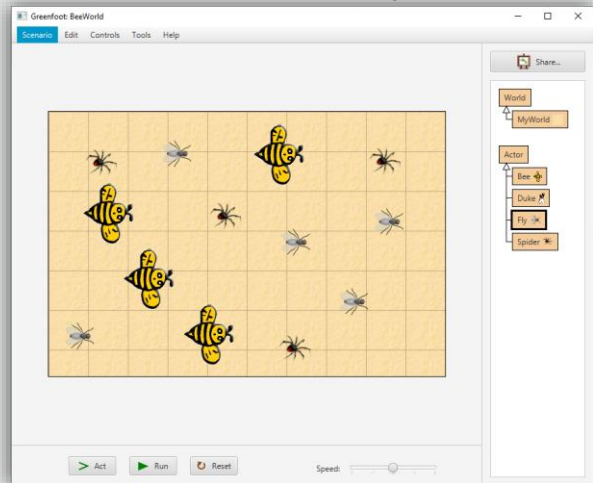 Greenfoot: BeeWorld
Scenario Edit Controls Tools Help
Share...
World
MyWorld
Actor
Bee
Duke
Fly
Spider
> Act
Run
Reset
Speed: